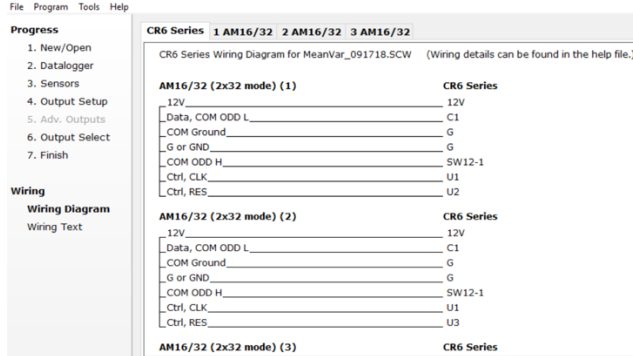 File Program Tools Help
Progress
1. New/Open
2. Datalogger
3. Sensors
4. Output Setup
5. Adv. Outputs
6. Output Select
7. Finish
Wiring
Wiring Diagram
Wiring Text
CR6 Series 1 AM16/32 2 AM16/32 3 AM16/32
CR6 Series Wiring Diagram for MeanVar_091718.SCW (Wiring details can be found in the help file.)
AM16/32 (2x32 mode) (1) CR6 Series
12V 12V
Data, COM ODD L C1
COM Ground G
G or GND G
COM ODD H SW12-1
Ctrl, CLK U1
Ctrl, RES U2
AM16/32 (2x32 mode) (2) CR6 Series
12V 12V
Data, COM ODD L C1
COM Ground G
G or GND G
COM ODD H SW12-1
Ctrl, CLK U1
Ctrl, RES U3
AM16/32 (2x32 mode) (3) CR6 Series